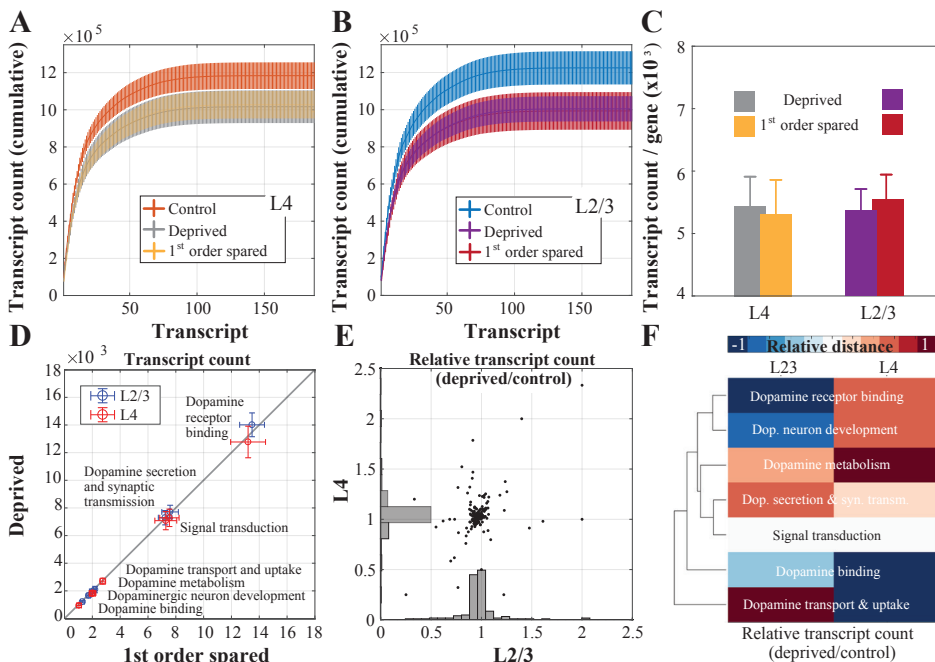 A
×10⁵
Transcript count (cumulative)
12
10
8
6
4
2
0
50
100
150
Transcript
Control
L4
Deprived
1st order spared
B
×10⁵
Transcript count (cumulative)
12
10
8
6
4
2
0
50
100
150
Transcript
L2/3
Control
Deprived
1st order spared
C
Transcript count / gene (x10³)
8
7
6
5
4
Deprived
1st order spared
L4
L2/3
D
×10³
Transcript count
18
16
14
12
10
8
6
4
2
0
Deprived
L2/3
L4
Dopamine
receptor
binding
Dopamine secretion
and synaptic
transmission
Signal transduction
Dopamine transport and uptake
Dopamine metabolism
Dopaminergic neuron development
Dopamine binding
0
2
4
6
8
10
12
14
16
18
1st order spared
E
Relative transcript count
(deprived/control)
2.5
2
1.5
1
0.5
0
L4
0
0.5
1
1.5
2
2.5
L2/3
F
-1
Relative distance
1
L23
L4
Dopamine receptor binding
Dop. neuron development
Dopamine metabolism
Dop. secretion & syn. transm.
Signal transduction
Dopamine binding
Dopamine transport & uptake
Relative transcript count
(deprived/control)